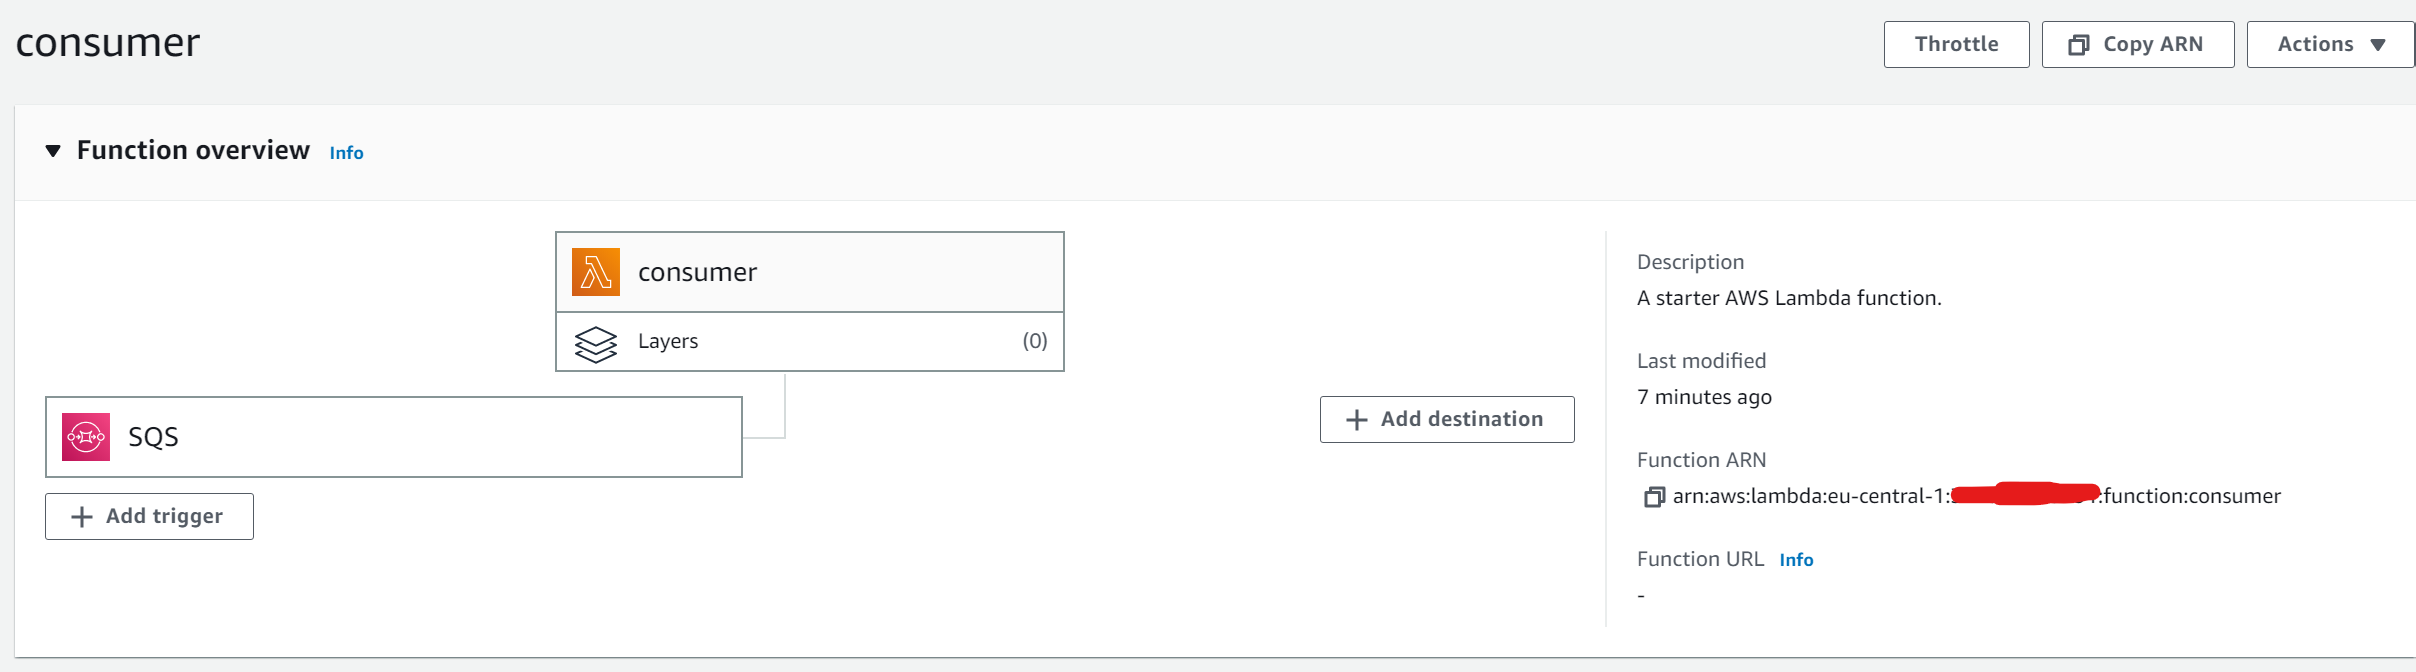 consumer
Throttle
Copy ARN
Actions
Function overview Info
consumer
Layers (0)
SQS
Add trigger
Add destination
Description
A starter AWS Lambda function.
Last modified
7 minutes ago
Function ARN
arn:aws:lambda:eu-central-1: :function:consumer
Function URL Info
-